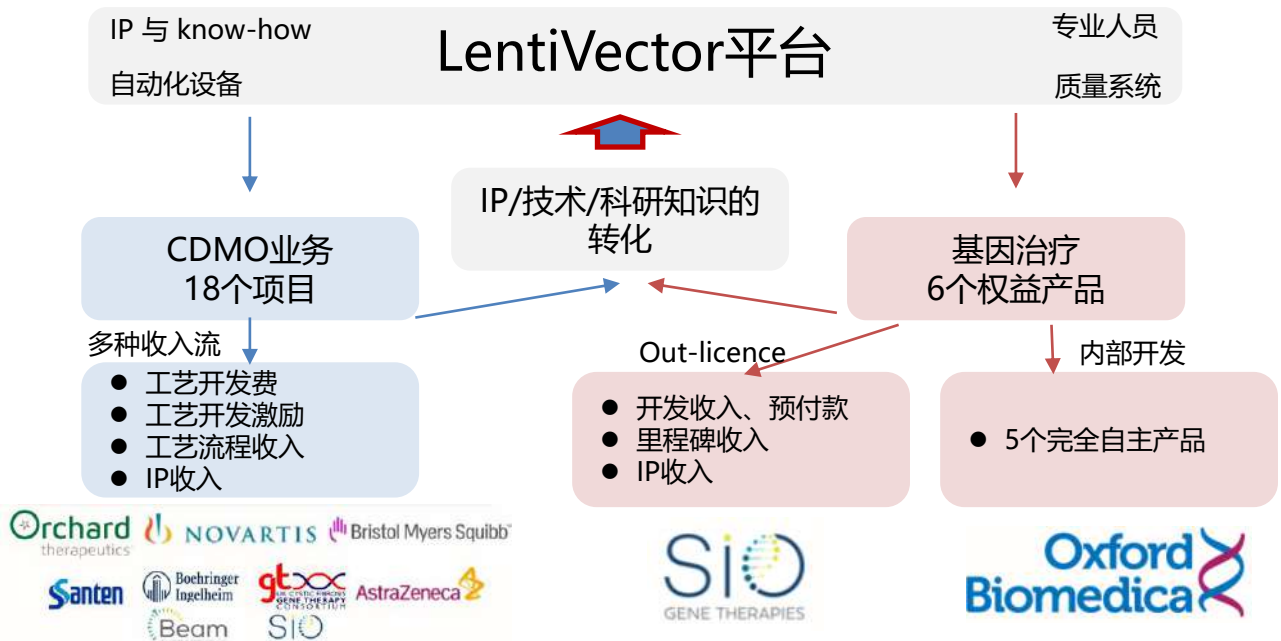 IP 与 know-how
自动化设备
LentiVector平台
专业人员
质量系统
IP/技术/科研知识的
转化
CDMO业务
18个项目
基因治疗
6个权益产品
多种收入流
● 工艺开发费
● 工艺开发激励
● 工艺流程收入
● IP收入
Out-licence
● 开发收入、预付款
● 里程碑收入
● IP收入
内部开发
● 5个完全自主产品
Orchard
therapeutics
NOVARTIS
Bristol Myers Squibb™
Santen
Boehringer
Ingelheim
gtxx
UK CYSTIC FIBROSIS
GENE THERAPY
CONSORTIUM
AstraZeneca
Beam
SiO
SiO
GENE THERAPIES
Oxford
Biomedica